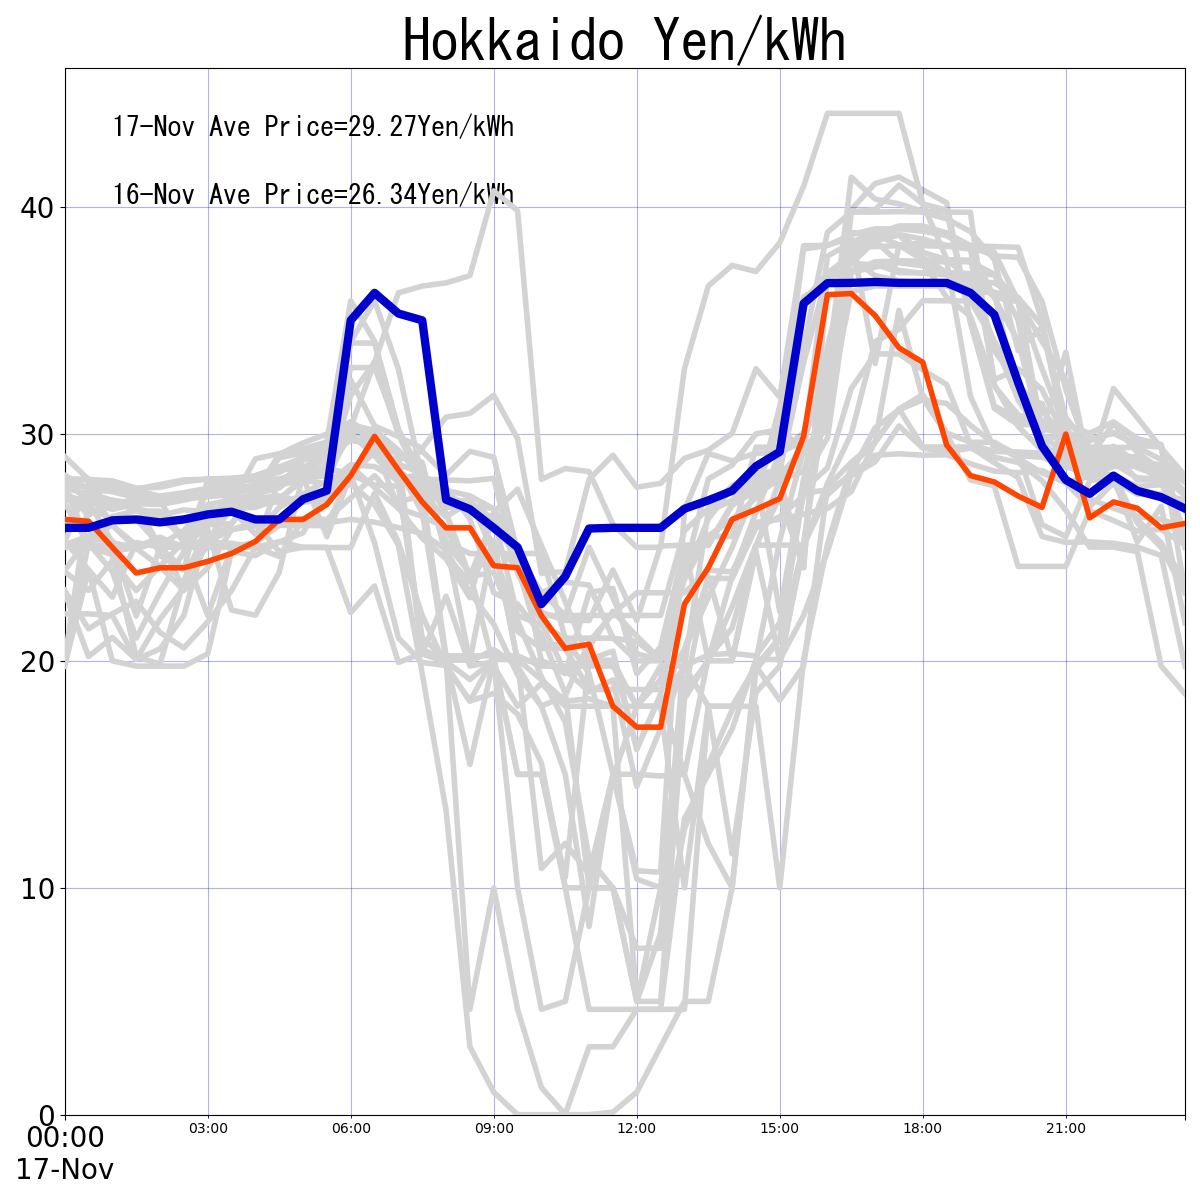 Hokkaido Yen/kWh
17-Nov Ave Price=29.27Yen/kWh
16-Nov Ave Price=26.34Yen/kWh
40
30
20
10
0
00:00 03:00 06:00 09:00 12:00 15:00 18:00 21:00
17-Nov